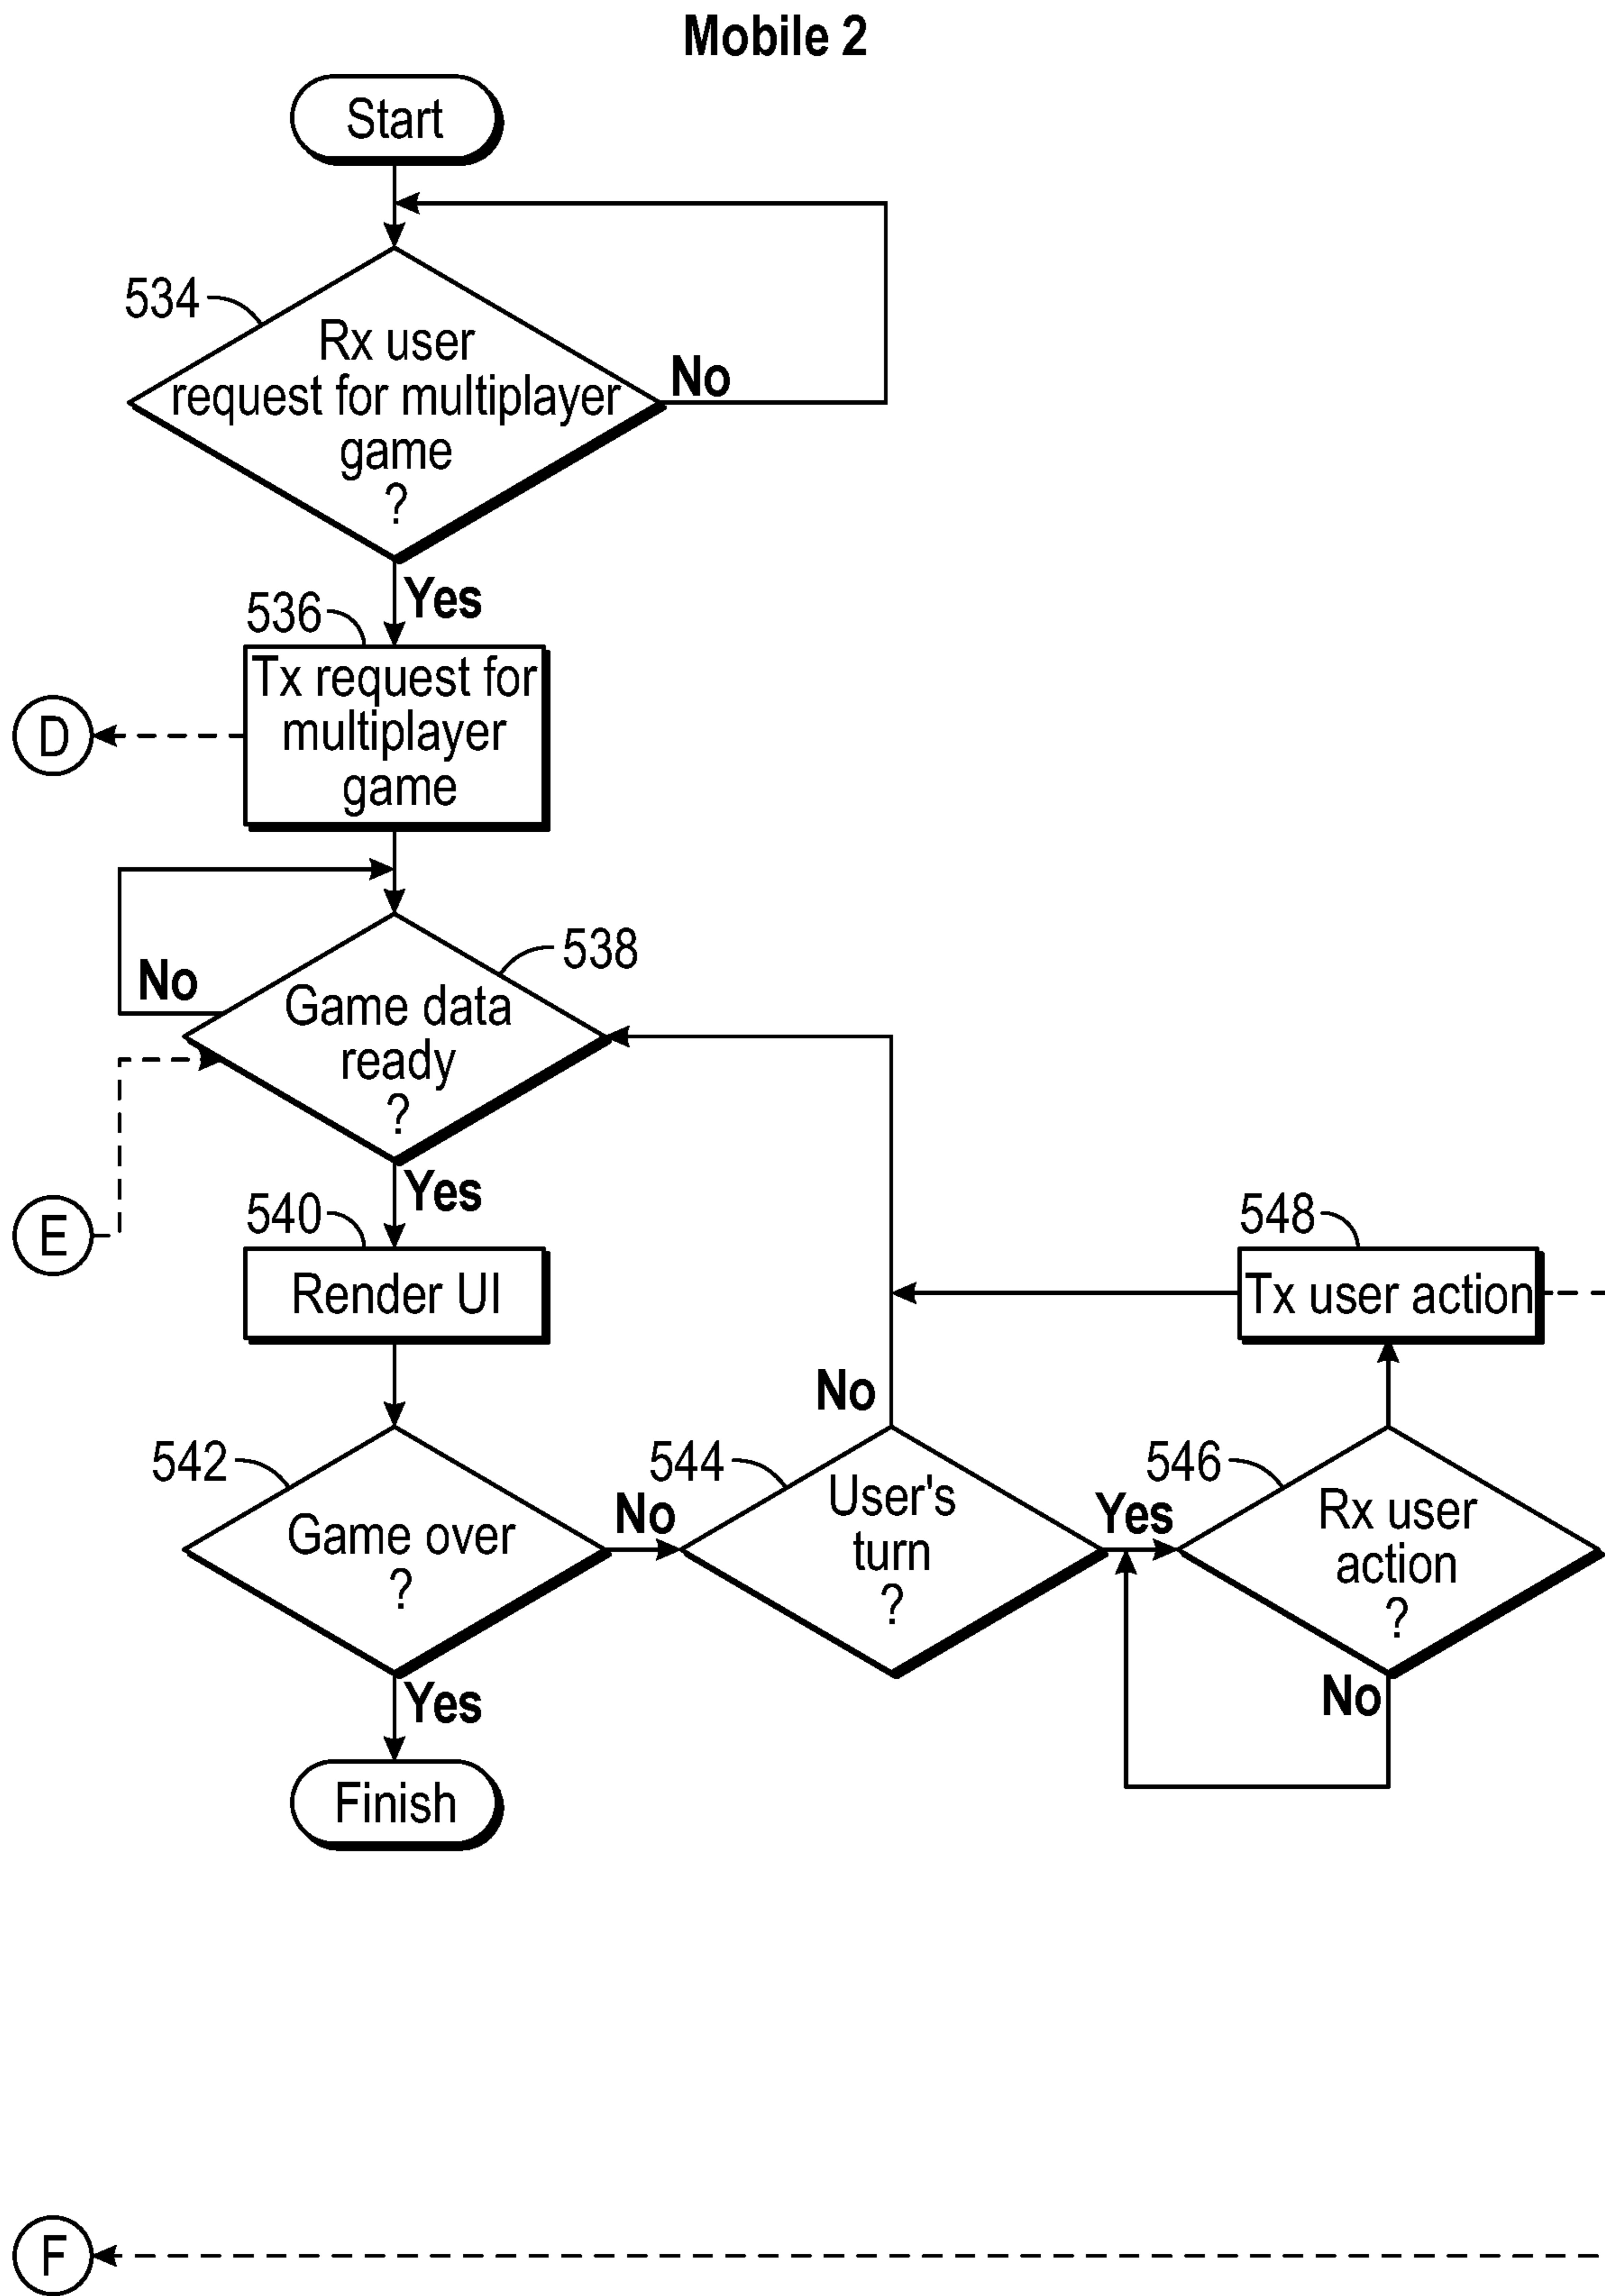 Mobile 2
Start
534
Rx user
request for multiplayer
game
?
No
Yes
536
Tx request for
multiplayer
game
D
538
No
Game data
ready
?
Yes
E
540
Render UI
548
Tx user action
No
542
Game over
?
No
544
User's
turn
?
Yes
546
Rx user
action
?
No
Yes
Finish
F